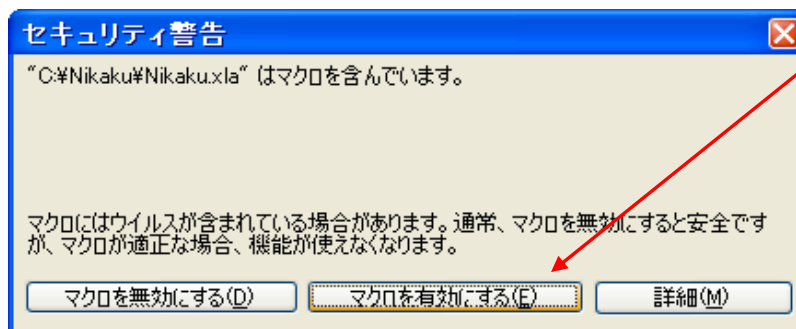 セキュリティ警告
"C:¥Nikaku¥Nikaku.xla" はマクロを含んでいます。
マクロにはウイルスが含まれている場合があります。通常、マクロを無効にすると安全です
が、マクロが適正な場合、機能が使えなくなります。
マクロを無効にする(D) マクロを有効にする(E) 詳細(M)